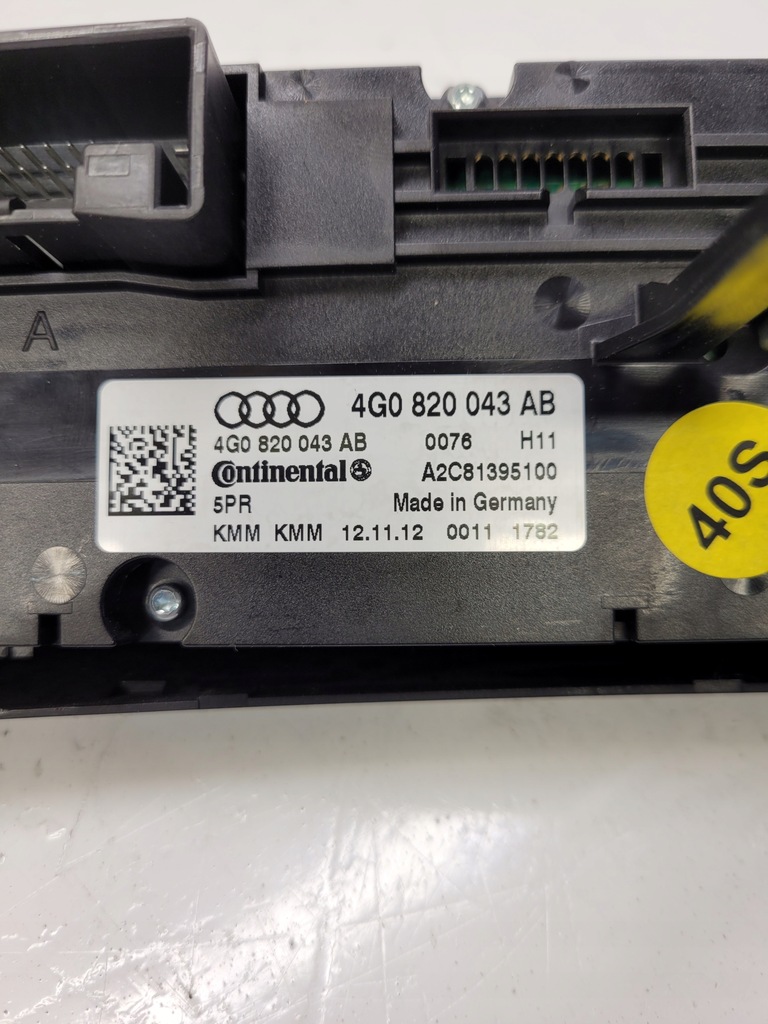 A
4G0 820 043 AB
4G0 820 043 AB 0076 H11
Continental A2C81395100
5PR Made in Germany
KMM KMM 12.11.12 0011 1782
40S